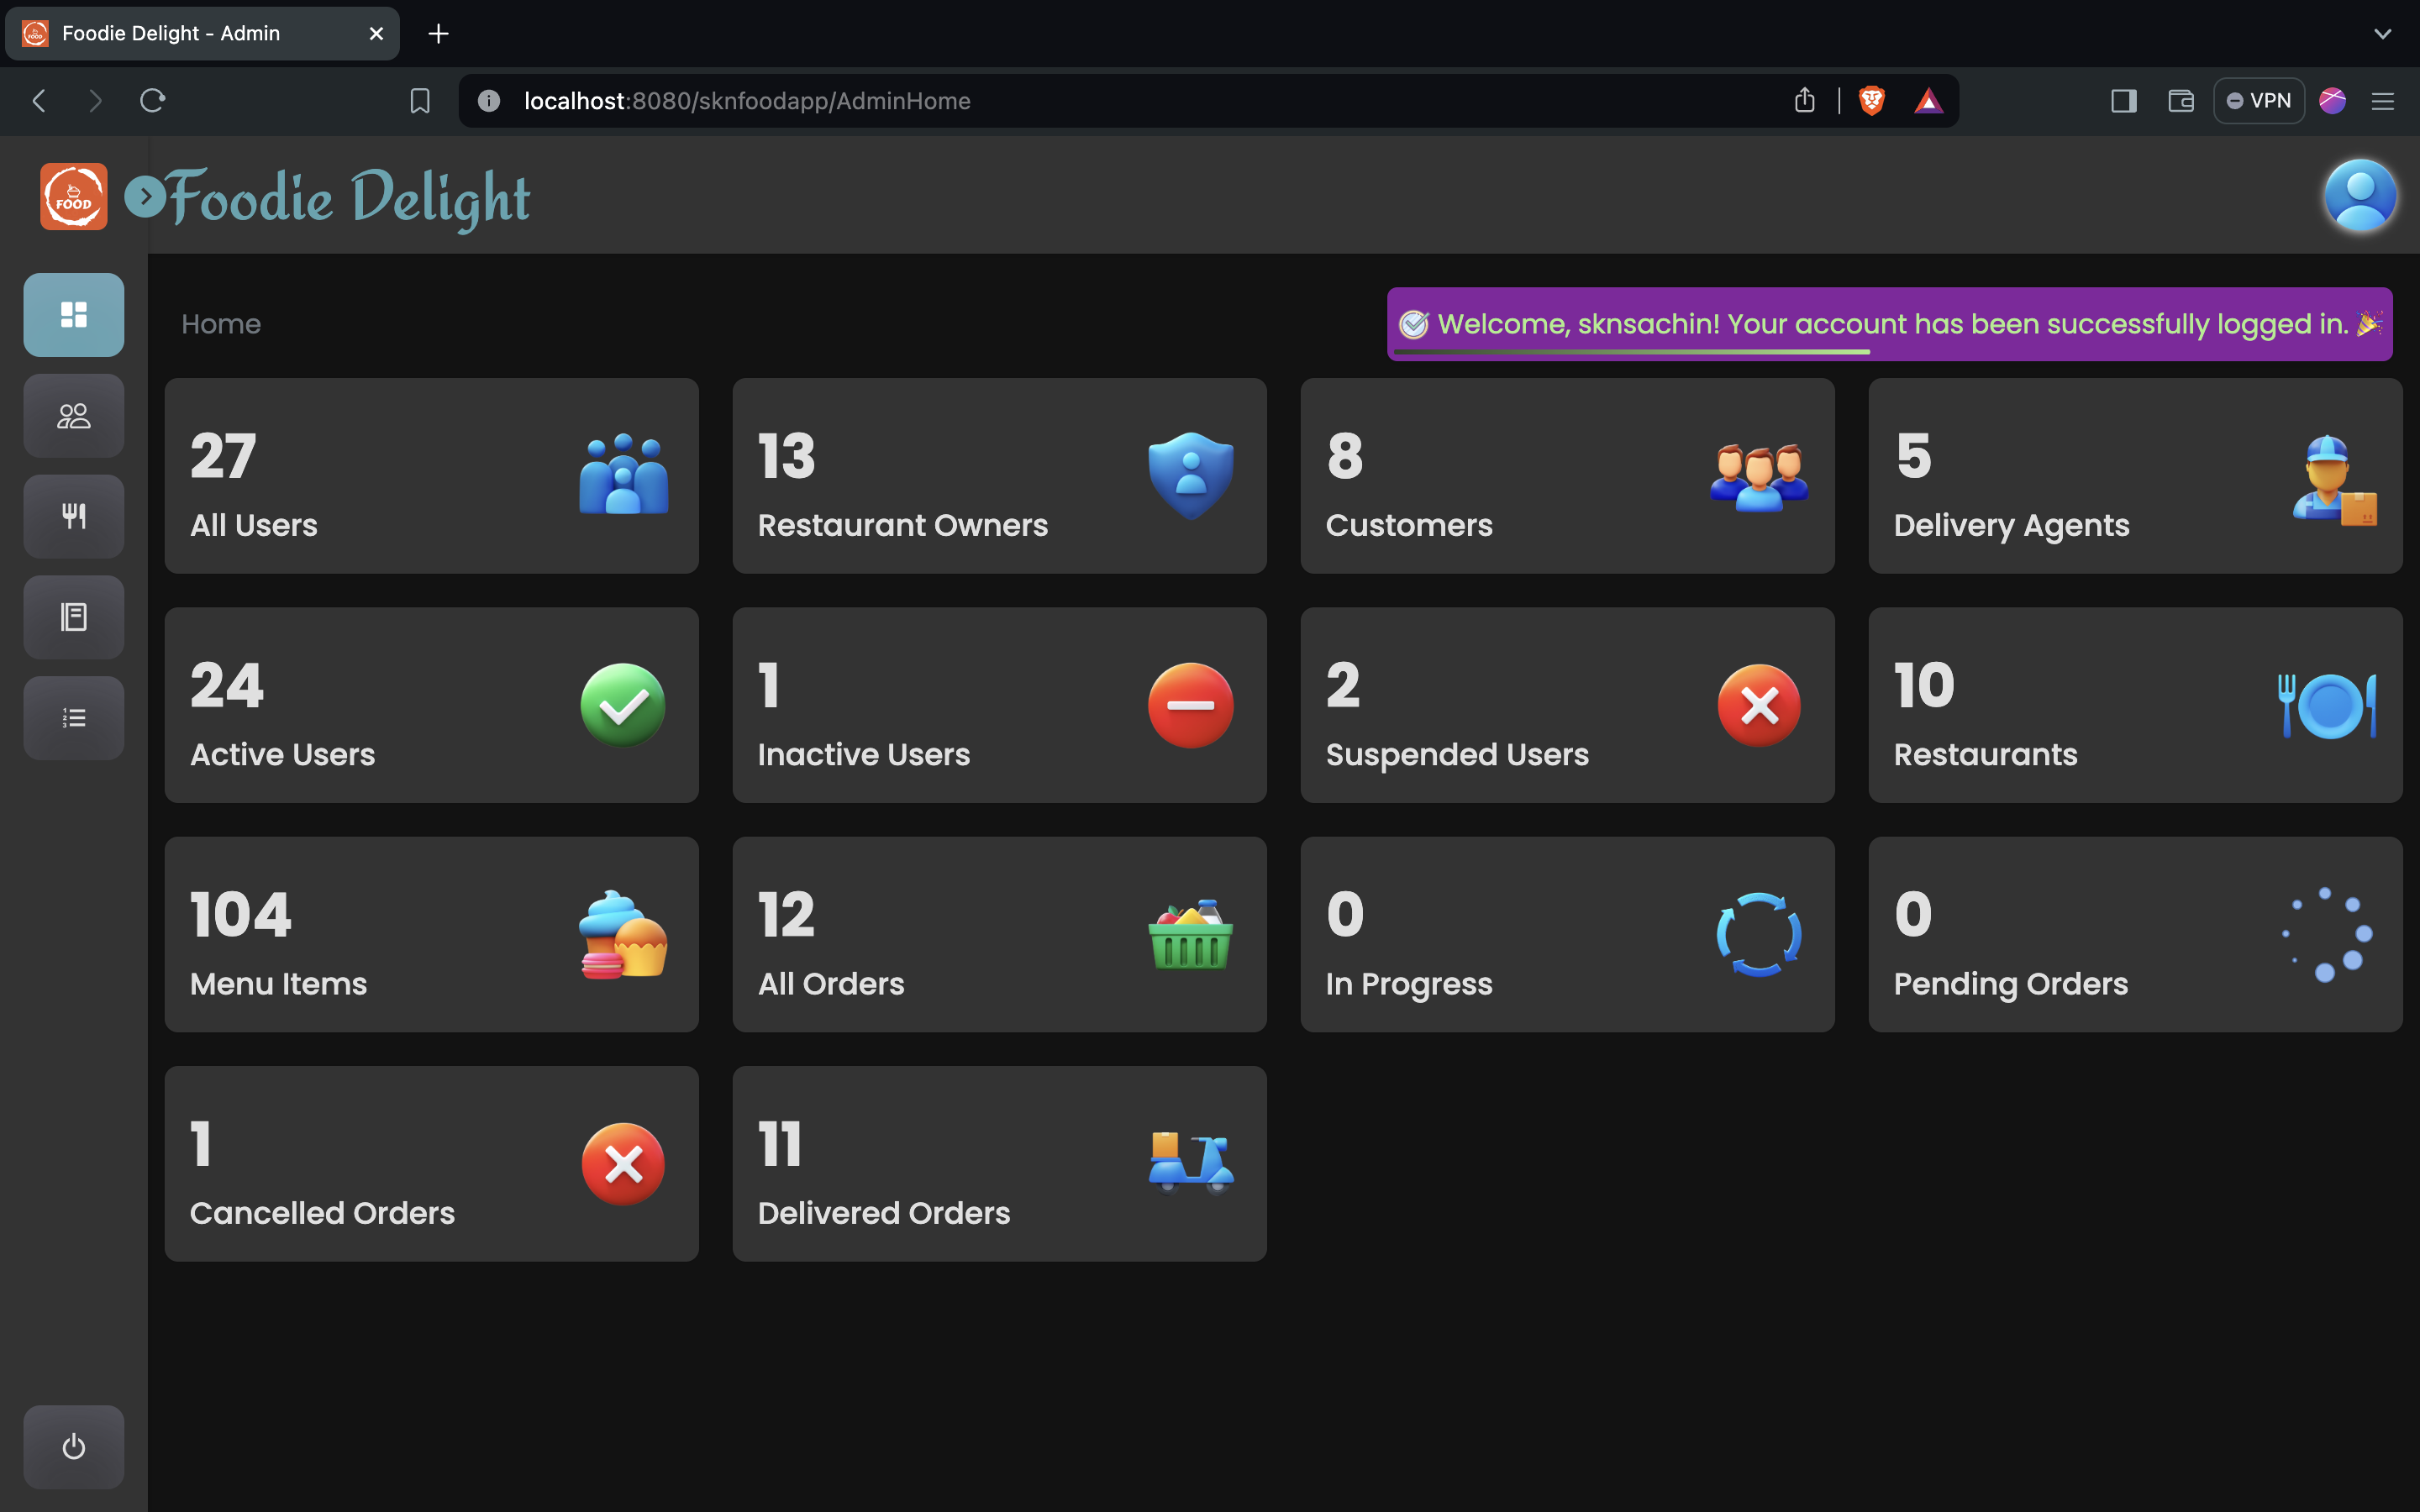 Foodie Delight - Admin
localhost:8080/sknfoodapp/AdminHome
VPN
FOOD
Foodie Delight
Home
Welcome, sknsachin! Your account has been successfully logged in.
27
All Users
13
Restaurant Owners
8
Customers
5
Delivery Agents
24
Active Users
1
Inactive Users
2
Suspended Users
10
Restaurants
104
Menu Items
12
All Orders
0
In Progress
0
Pending Orders
1
Cancelled Orders
11
Delivered Orders